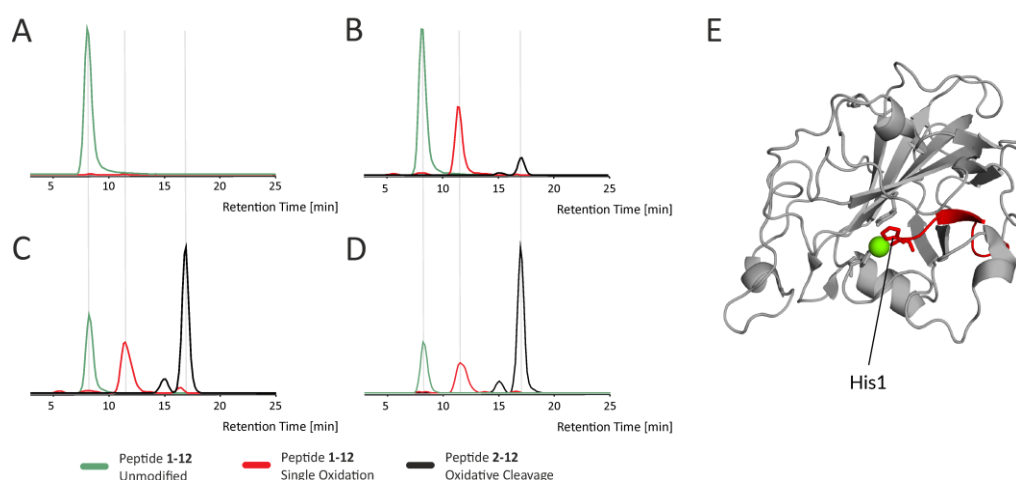 A
B
E
5
10
15
20
25
5
10
15
20
25
Retention Time [min]
Retention Time [min]
C
D
5
10
15
20
25
5
10
15
20
25
Retention Time [min]
Retention Time [min]
His1
Peptide 1-12
Unmodified
Peptide 1-12
Single Oxidation
Peptide 2-12
Oxidative Cleavage